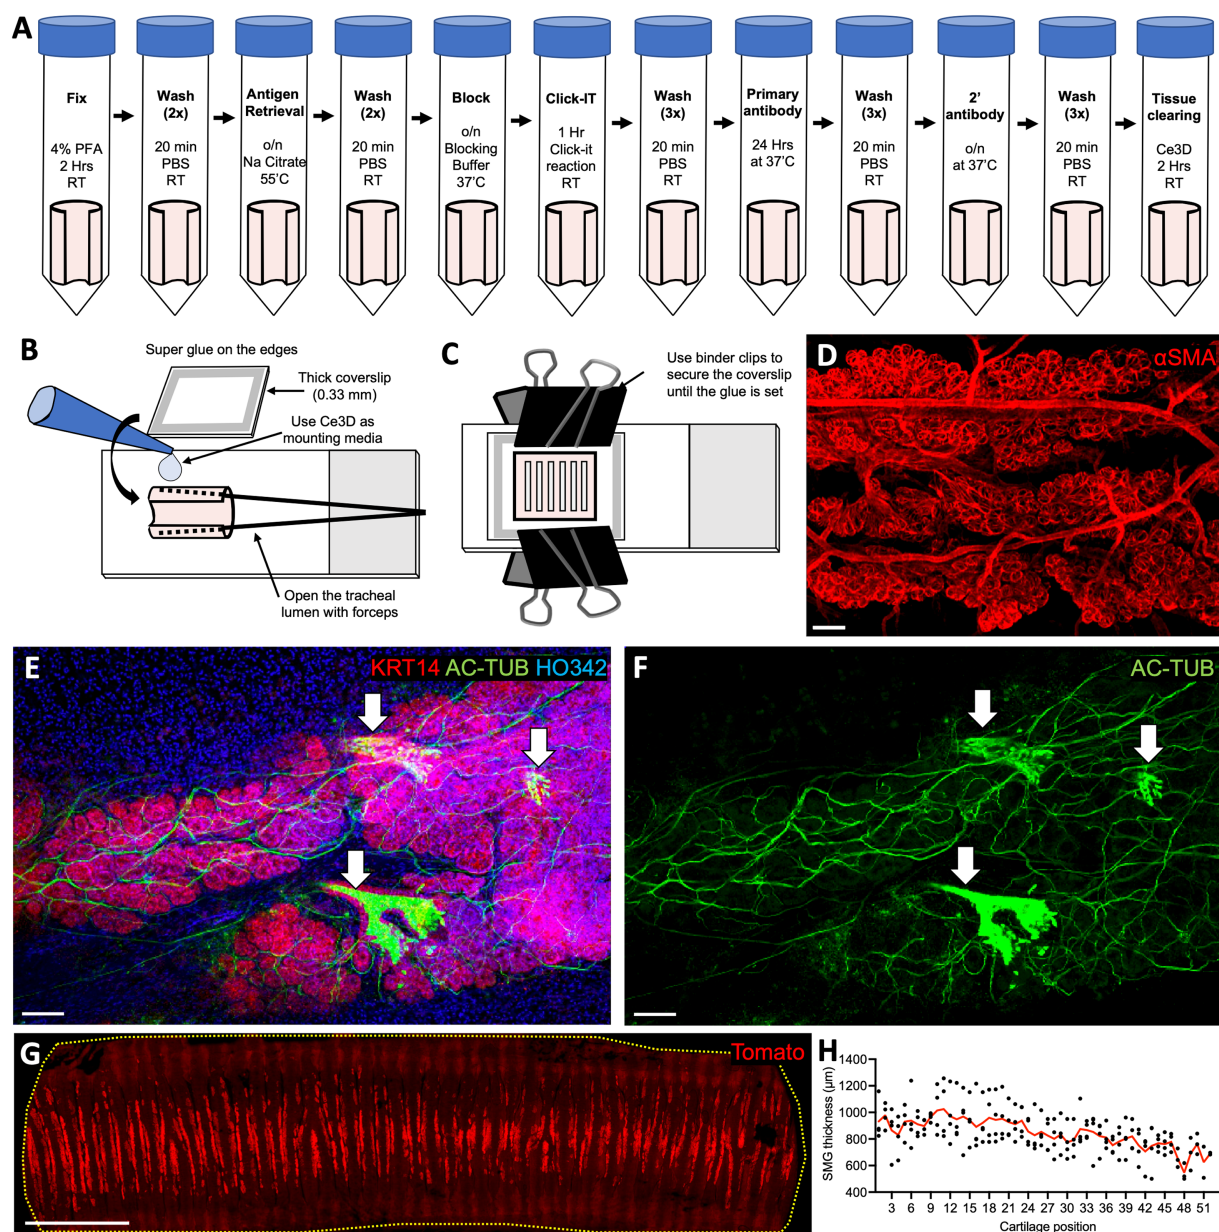 A
Fix
4% PFA
2 Hrs
RT
Wash
(2x)
20 min
PBS
RT
Antigen
Retrieval
o/n
Na Citrate
55'C
Wash
(2x)
20 min
PBS
RT
Block
o/n
Blocking
Buffer
37'C
Click-IT
1 Hr
Click-it
reaction
RT
Wash
(3x)
20 min
PBS
RT
Primary
antibody
24 Hrs
at 37'C
Wash
(3x)
20 min
PBS
RT
2'
antibody
o/n
at 37'C
Wash
(3x)
20 min
PBS
RT
Tissue
clearing
Ce3D
2 Hrs
RT
B
Super glue on the edges
Thick coverslip
(0.33 mm)
Use Ce3D as
mounting media
Open the tracheal
lumen with forceps
C
Use binder clips to
secure the coverslip
until the glue is set
D
αSMA
E
KRT14 AC-TUB HO342
F
AC-TUB
G
Tomato
H
SMG thickness (µm)
1400
1200
1000
800
600
400
3 6 9 12 15 18 21 24 27 30 33 36 39 42 45 48 51
Cartilage position